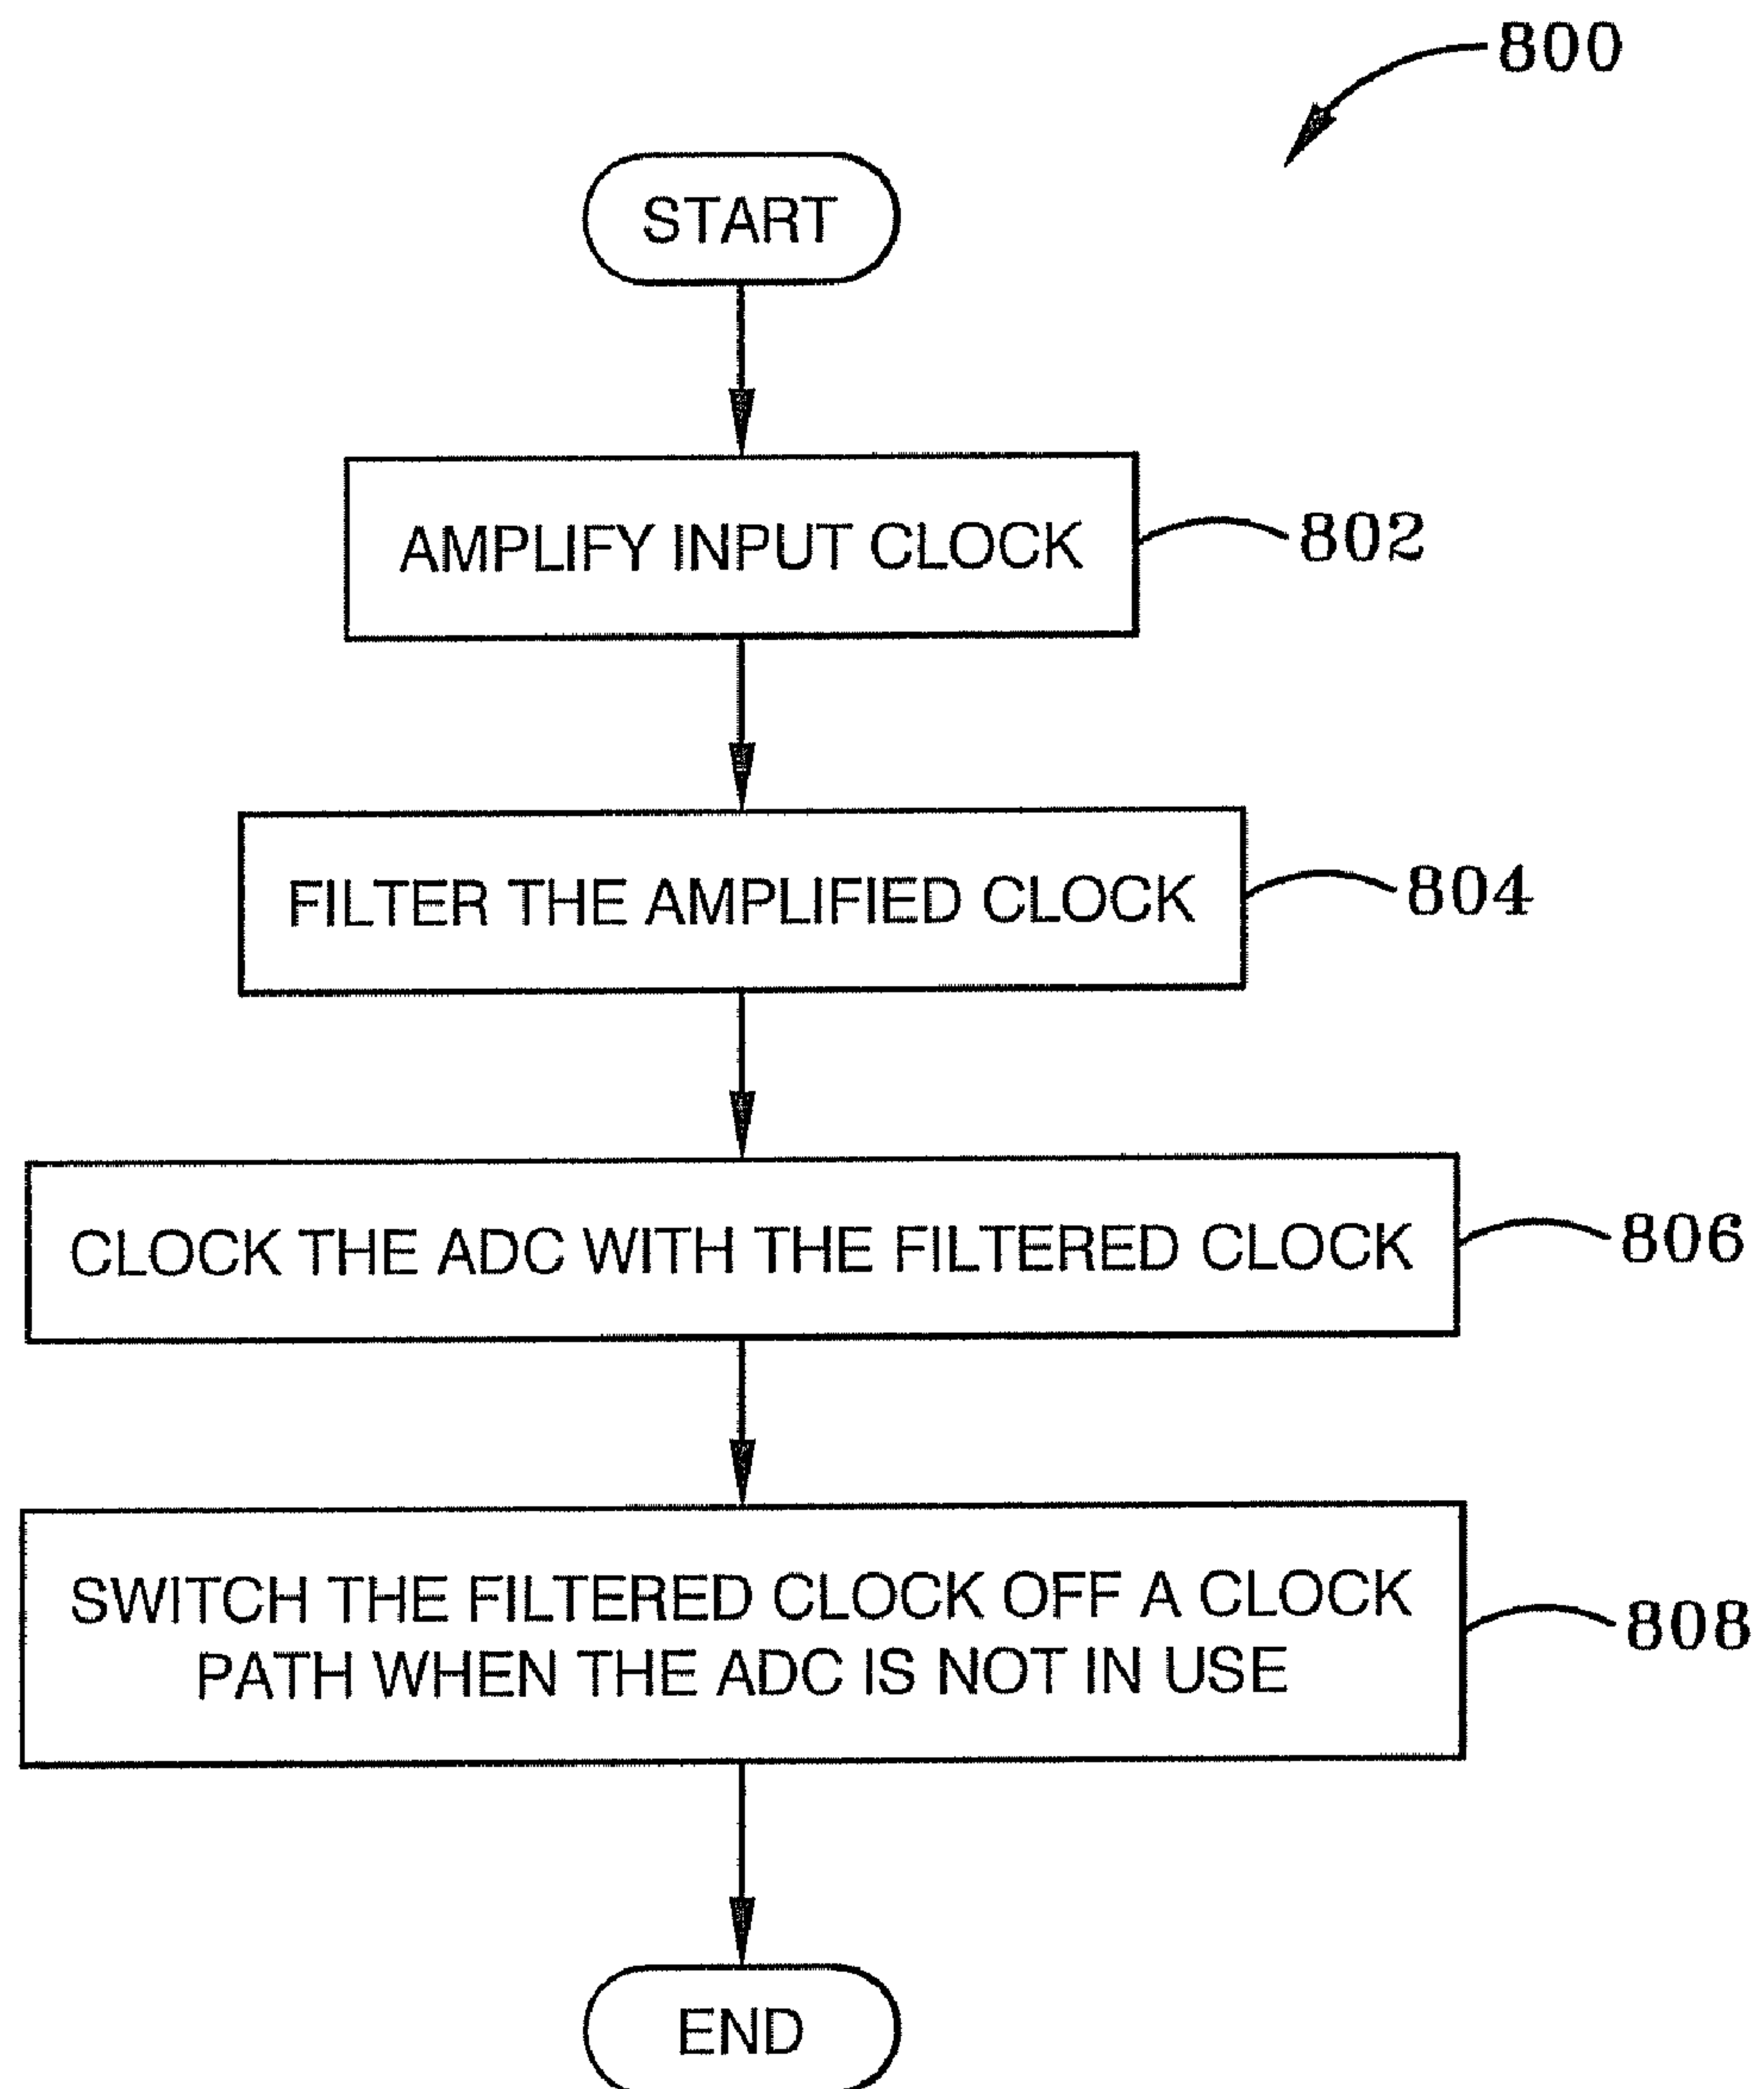 800
START
AMPLIFY INPUT CLOCK
802
FILTER THE AMPLIFIED CLOCK
804
CLOCK THE ADC WITH THE FILTERED CLOCK
806
SWITCH THE FILTERED CLOCK OFF A CLOCK
PATH WHEN THE ADC IS NOT IN USE
808
END